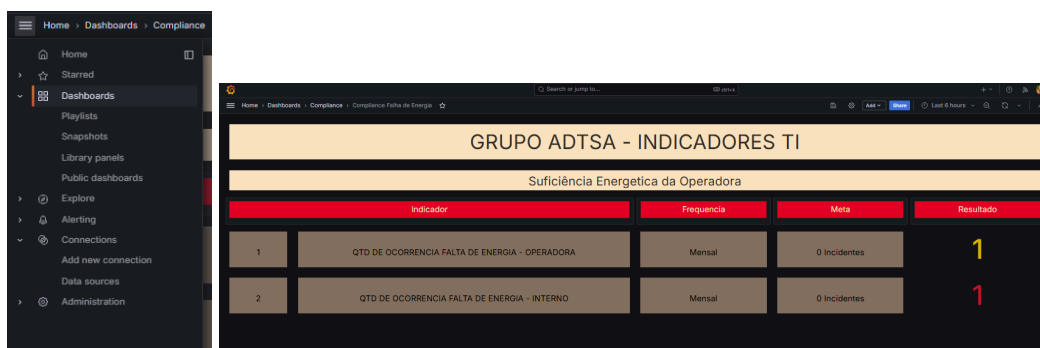 Home > Dashboards > Compliance
Home
Starred
Dashboards
Playlists
Snapshots
Library panels
Public dashboards
Explore
Alerting
Connections
Add new connection
Data sources
Administration
Search or jump to...
ctrl+k
Home > Dashboards > Compliance > Compliance Falha de Energia
Add
Share
Last 6 hours
GRUPO ADTSA - INDICADORES TI
Suficiência Energetica da Operadora
Indicador Frequencia Meta Resultado
1 QTD DE OCORRENCIA FALTA DE ENERGIA - OPERADORA Mensal 0 Incidentes 1
2 QTD DE OCORRENCIA FALTA DE ENERGIA - INTERNO Mensal 0 Incidentes 1